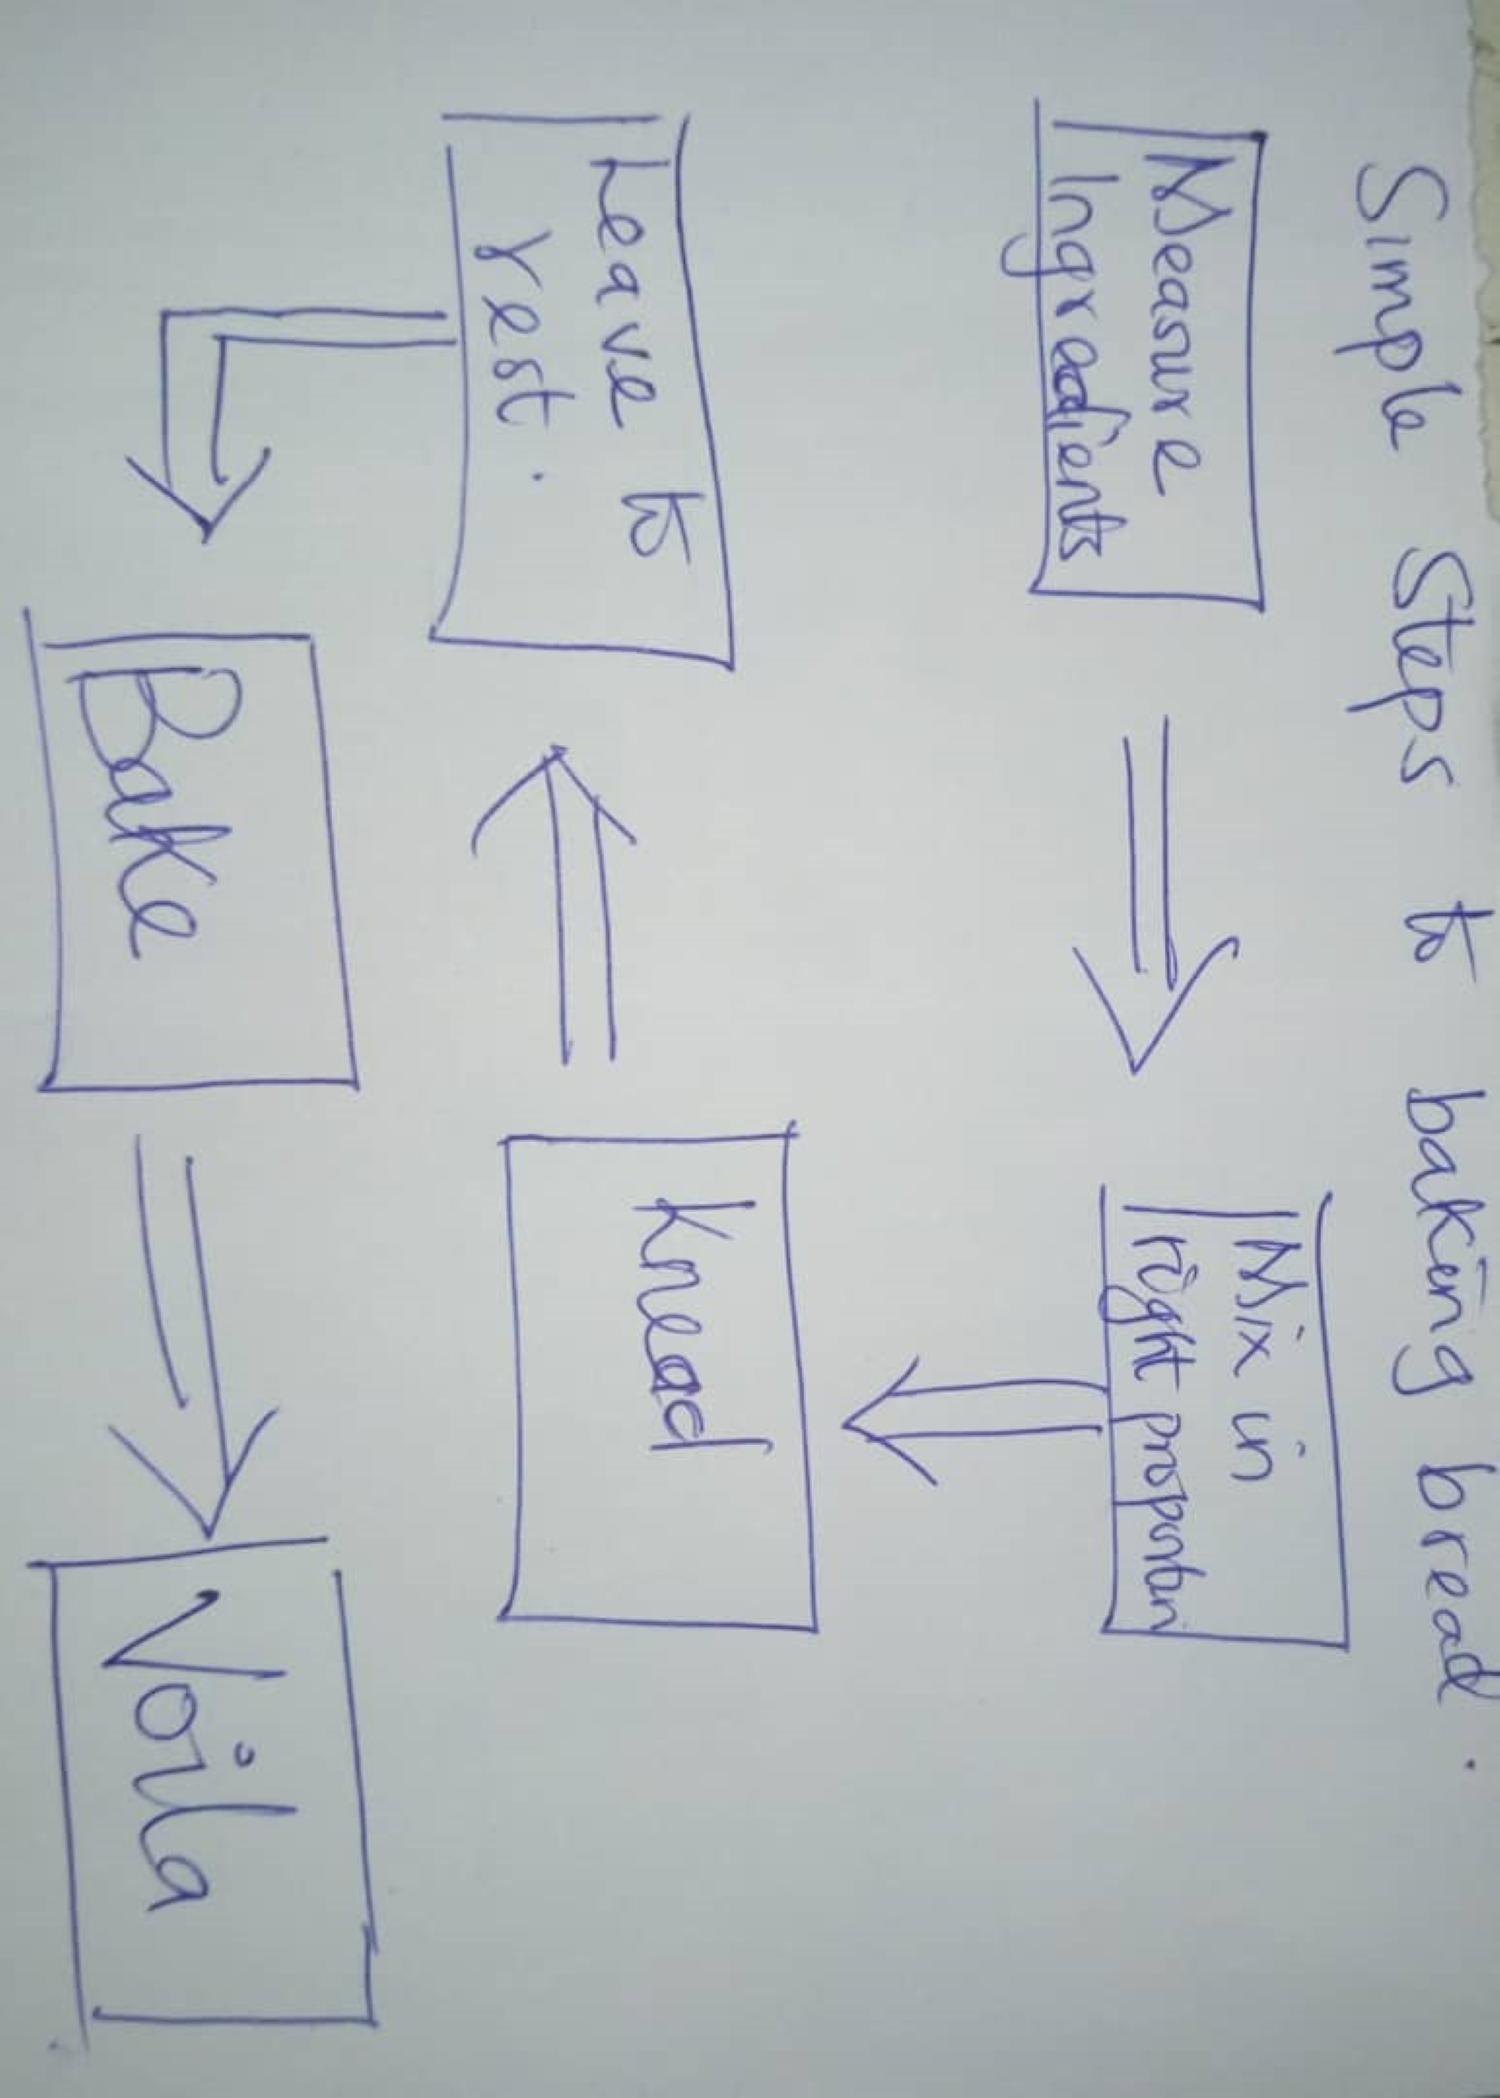 Simple Steps to baking bread.
Measure
Ingredients
Mix in
right proportion
Knead
Leave to
rest.
Bake
Voila